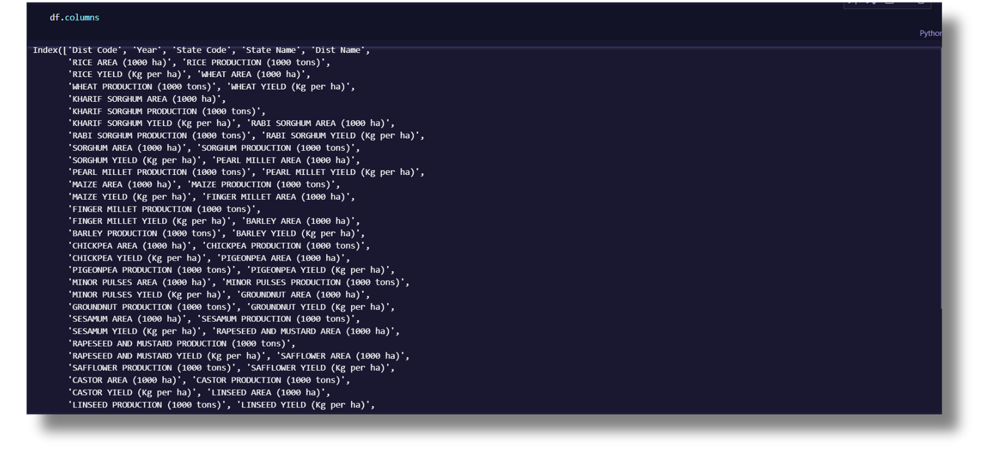 df.columns
Python
Index(['Dist Code', 'Year', 'State Code', 'State Name', 'Dist Name',
'RICE AREA (1000 ha)', 'RICE PRODUCTION (1000 tons)',
'RICE YIELD (Kg per ha)', 'WHEAT AREA (1000 ha)',
'WHEAT PRODUCTION (1000 tons)', 'WHEAT YIELD (Kg per ha)',
'KHARIF SORGHUM AREA (1000 ha)',
'KHARIF SORGHUM PRODUCTION (1000 tons)',
'KHARIF SORGHUM YIELD (Kg per ha)', 'RABI SORGHUM AREA (1000 ha)',
'RABI SORGHUM PRODUCTION (1000 tons)', 'RABI SORGHUM YIELD (Kg per ha)',
'SORGHUM AREA (1000 ha)', 'SORGHUM PRODUCTION (1000 tons)',
'SORGHUM YIELD (Kg per ha)', 'PEARL MILLET AREA (1000 ha)',
'PEARL MILLET PRODUCTION (1000 tons)', 'PEARL MILLET YIELD (Kg per ha)',
'MAIZE AREA (1000 ha)', 'MAIZE PRODUCTION (1000 tons)',
'MAIZE YIELD (Kg per ha)', 'FINGER MILLET AREA (1000 ha)',
'FINGER MILLET PRODUCTION (1000 tons)',
'FINGER MILLET YIELD (Kg per ha)', 'BARLEY AREA (1000 ha)',
'BARLEY PRODUCTION (1000 tons)', 'BARLEY YIELD (Kg per ha)',
'CHICKPEA AREA (1000 ha)', 'CHICKPEA PRODUCTION (1000 tons)',
'CHICKPEA YIELD (Kg per ha)', 'PIGEONPEA AREA (1000 ha)',
'PIGEONPEA PRODUCTION (1000 tons)', 'PIGEONPEA YIELD (Kg per ha)',
'MINOR PULSES AREA (1000 ha)', 'MINOR PULSES PRODUCTION (1000 tons)',
'MINOR PULSES YIELD (Kg per ha)', 'GROUNDNUT AREA (1000 ha)',
'GROUNDNUT PRODUCTION (1000 tons)', 'GROUNDNUT YIELD (Kg per ha)',
'SESAMUM AREA (1000 ha)', 'SESAMUM PRODUCTION (1000 tons)',
'SESAMUM YIELD (Kg per ha)', 'RAPESEED AND MUSTARD AREA (1000 ha)',
'RAPESEED AND MUSTARD PRODUCTION (1000 tons)',
'RAPESEED AND MUSTARD YIELD (Kg per ha)', 'SAFFLOWER AREA (1000 ha)',
'SAFFLOWER PRODUCTION (1000 tons)', 'SAFFLOWER YIELD (Kg per ha)',
'CASTOR AREA (1000 ha)', 'CASTOR PRODUCTION (1000 tons)',
'CASTOR YIELD (Kg per ha)', 'LINSEED AREA (1000 ha)',
'LINSEED PRODUCTION (1000 tons)', 'LINSEED YIELD (Kg per ha)',